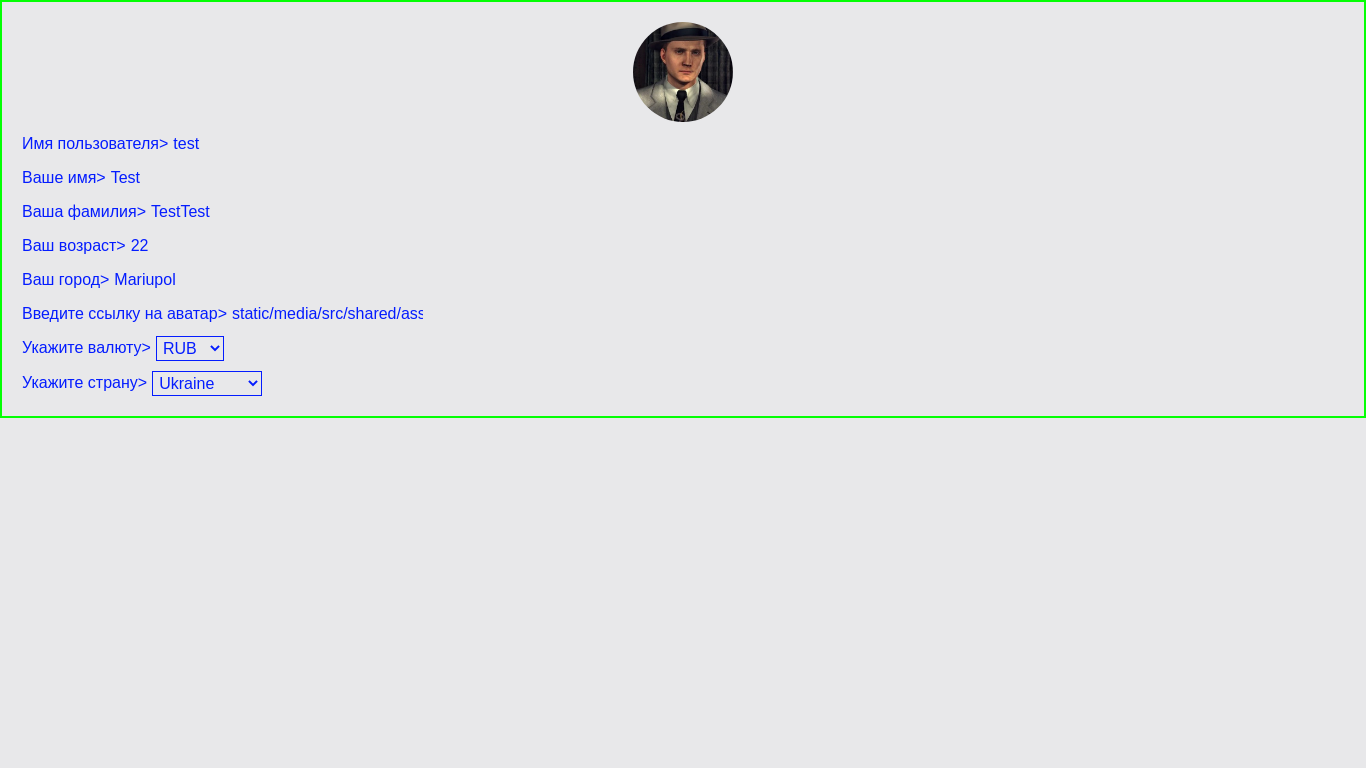 Имя пользователя> test
Ваше имя> Test
Ваша фамилия> TestTest
Ваш возраст> 22
Ваш город> Mariupol
Введите ссылку на аватар> static/media/src/shared/ass
Укажите валюту> RUB
Укажите страну> Ukraine